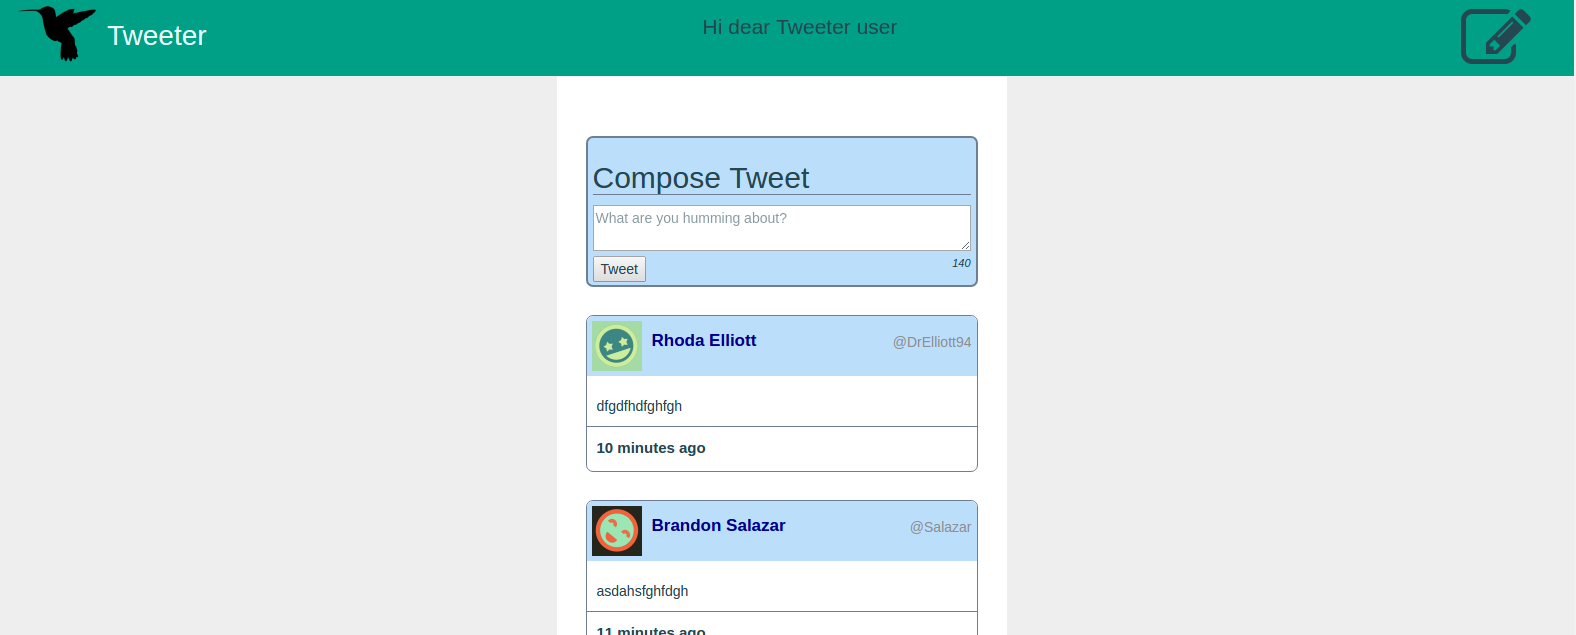 Tweeter
Hi dear Tweeter user
Compose Tweet
What are you humming about?
Tweet
140
Rhoda Elliott
@DrElliott94
dfgdfhdfghfgh
10 minutes ago
Brandon Salazar
@Salazar
asdahsfghfdgh
11 minutes ago